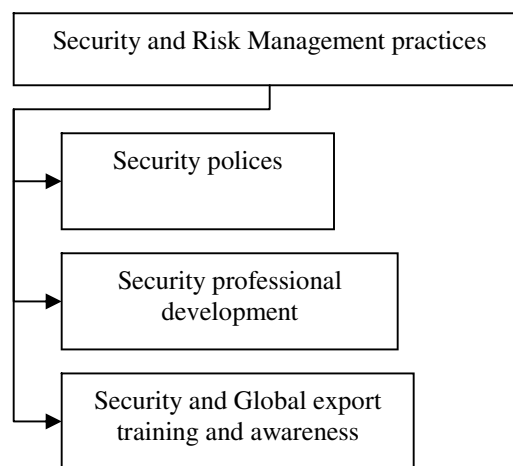 Security and Risk Management practices
Security polices
Security professional
development
Security and Global export
training and awareness